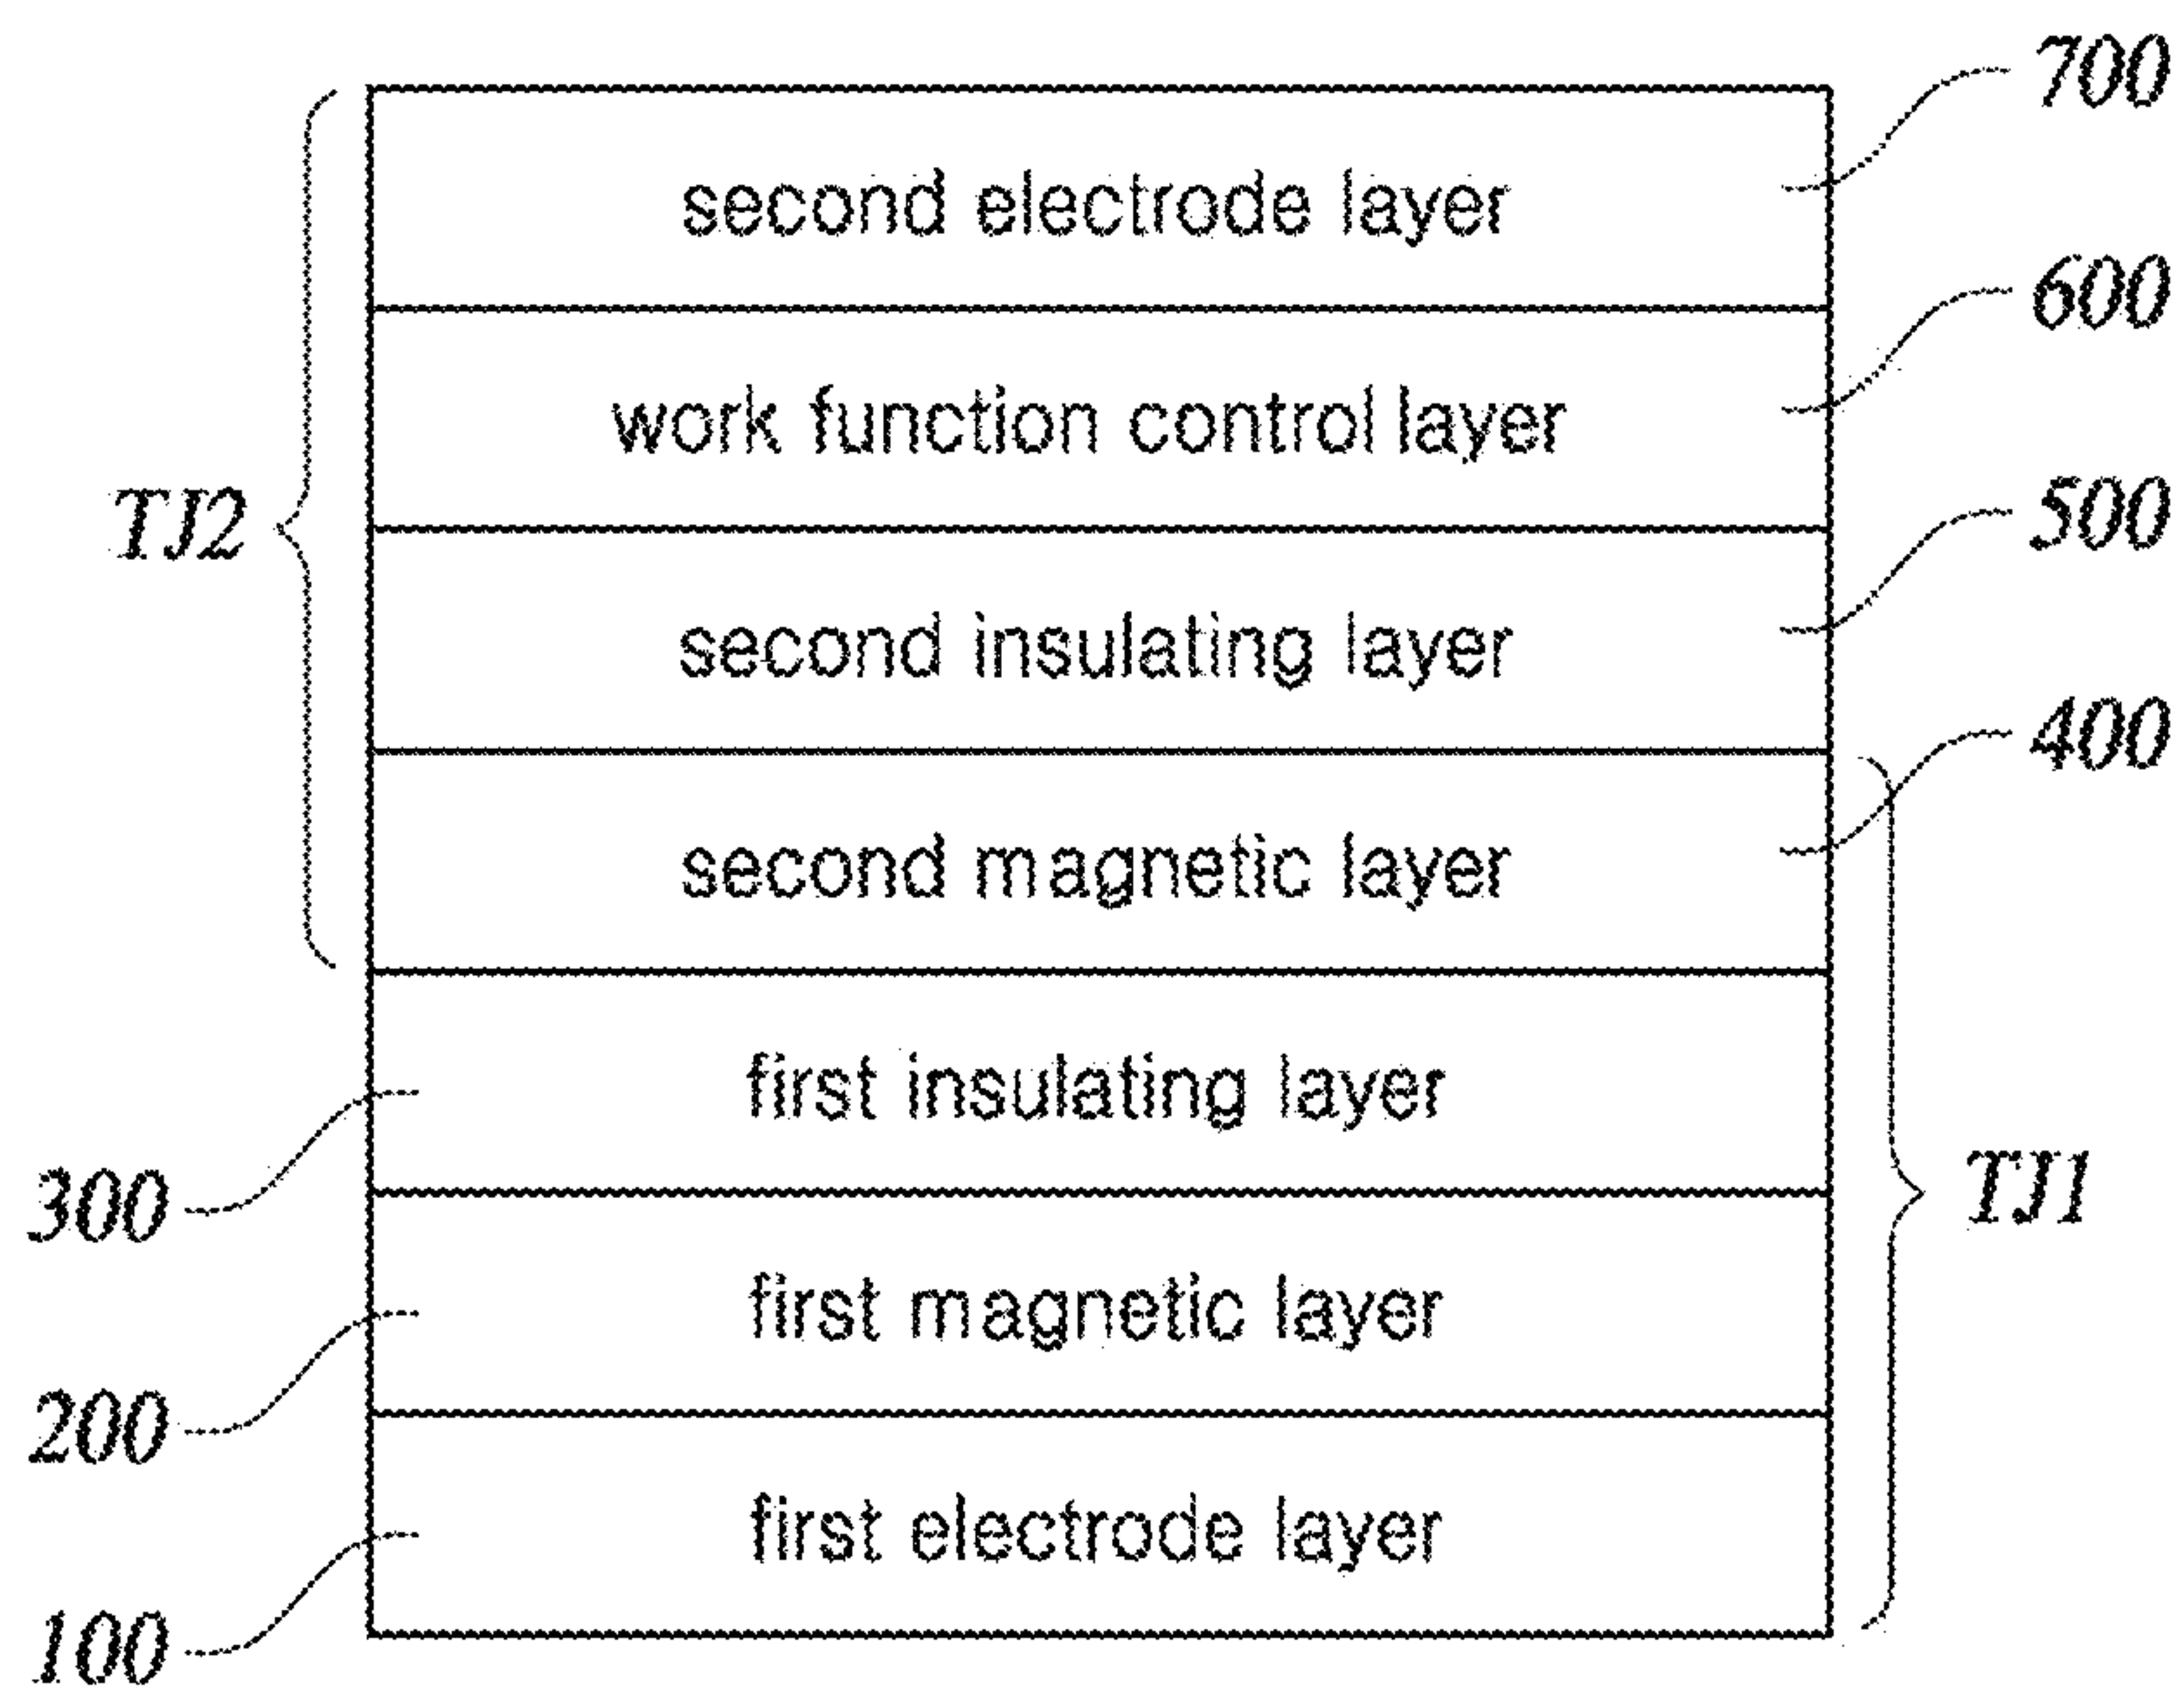 700
second electrode layer
600
work function control layer
TJ2
500
second insulating layer
400
second magnetic layer
first insulating layer
300
TJ1
first magnetic layer
200
first electrode layer
100